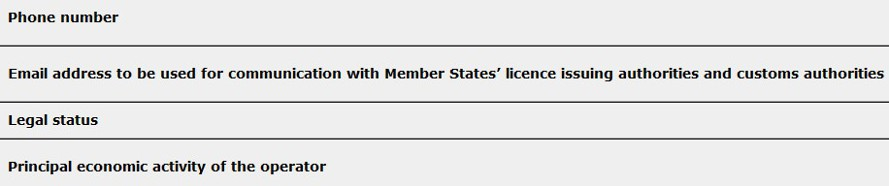 Phone number
Email address to be used for communication with Member States’ licence issuing authorities and customs authorities
Legal status
Principal economic activity of the operator